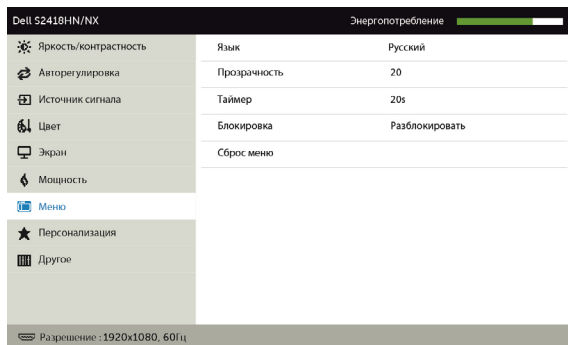 Dell S2418HN/NX Энергопотребление
Яркость/контрастность
Авторегулировка
Источник сигнала
Цвет
Экран
Мощность
Меню
Персонализация
Другое
Язык Русский
Прозрачность 20
Таймер 20s
Блокировка Разблокировать
Сброс меню
Разрешение : 1920x1080, 60Гц